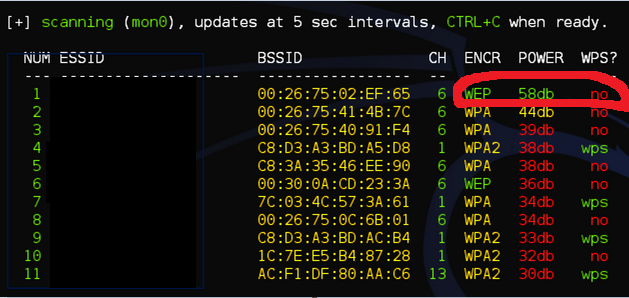 [+] scanning (mon0), updates at 5 sec intervals, CTRL+C when ready.
NUM ESSID BSSID CH ENCR POWER WPS?
--- -------------------- ----------------- -- ---- ----- ----
1 00:26:75:02:EF:65 6 WEP 58db no
2 00:26:75:41:4B:7C 6 WPA 44db no
3 00:26:75:40:91:F4 6 WPA 39db no
4 C8:D3:A3:BD:A5:D8 1 WPA2 38db wps
5 C8:3A:35:46:EE:90 6 WPA 38db no
6 00:30:0A:CD:23:3A 6 WEP 36db no
7 7C:03:4C:57:3A:61 1 WPA 34db wps
8 00:26:75:0C:6B:01 6 WPA 34db no
9 C8:D3:A3:BD:AC:B4 1 WPA2 33db wps
10 1C:7E:E5:B4:87:28 1 WPA2 32db no
11 AC:F1:DF:80:AA:C6 13 WPA2 30db wps